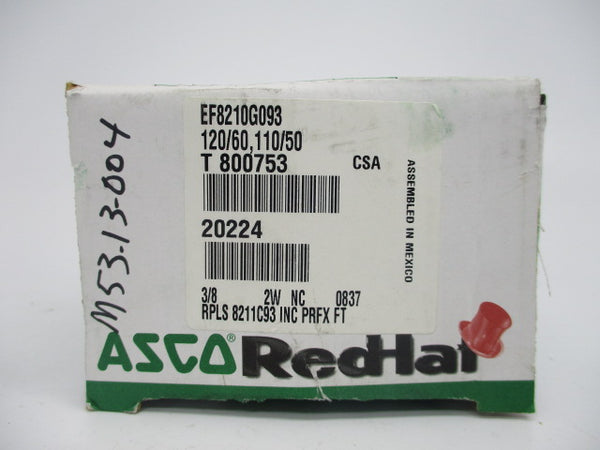 EF8210G093
120/60,110/50
T 800753 CSA
20224
3/8 2W NC 0837
RPLS 8211C93 INC PRFX FT
ASSEMBLED IN MEXICO
M53-13-004
ASCO® RedHat